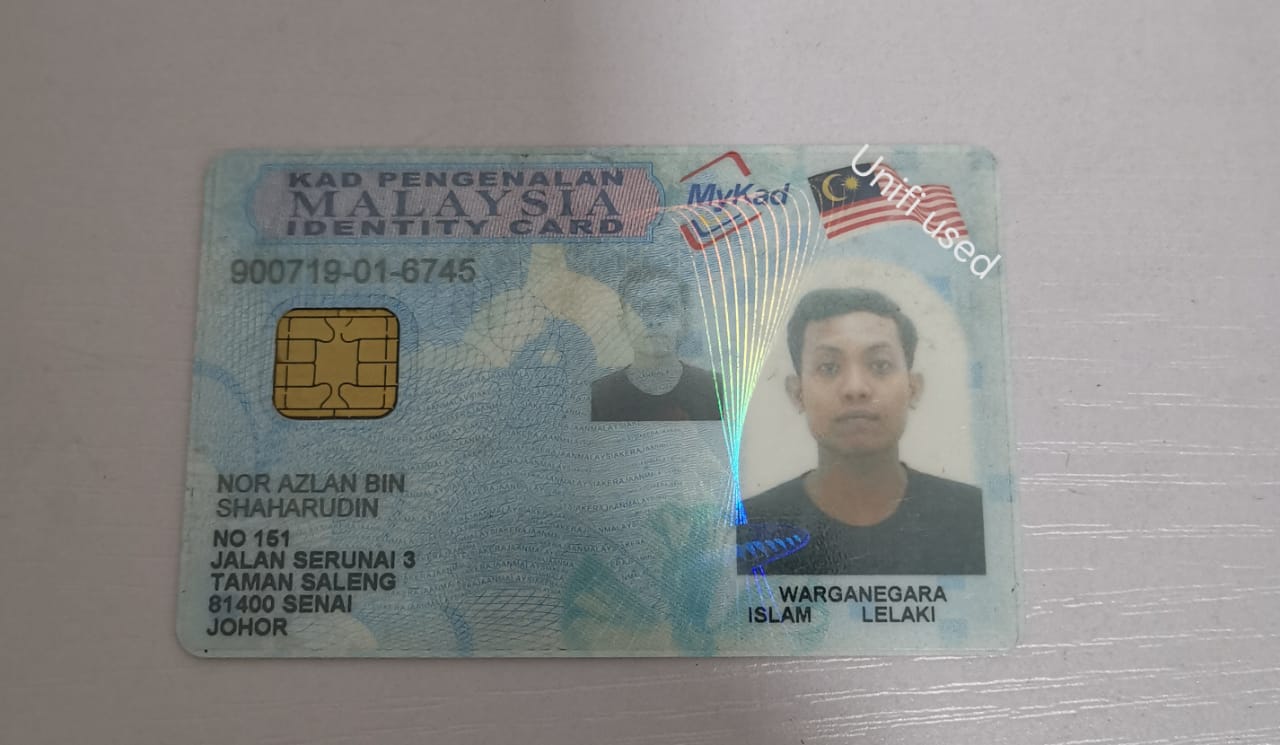 KAD PENGENALAN
MALAYSIA
IDENTITY CARD
MyKad
Unifi used
900719-01-6745
NOR AZLAN BIN
SHAHARUDIN
NO 151
JALAN SERUNAI 3
TAMAN SALENG
81400 SENAI
JOHOR
WARGANEGARA
ISLAM LELAKI